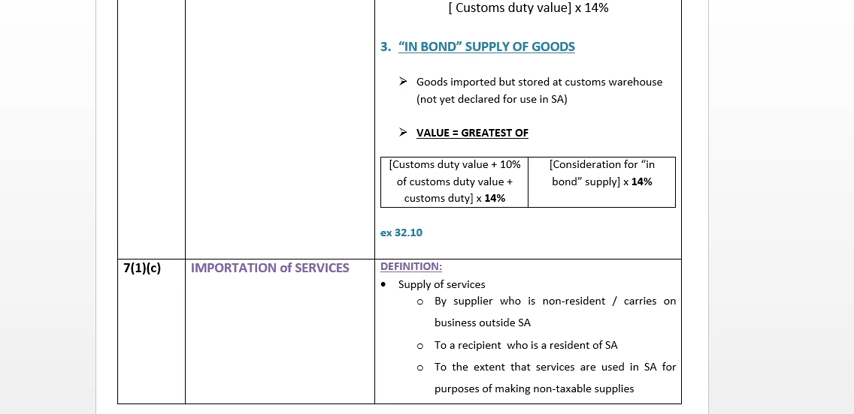 [ Customs duty value] x 14%
3. “IN BOND” SUPPLY OF GOODS
➢ Goods imported but stored at customs warehouse
(not yet declared for use in SA)
➢ VALUE = GREATEST OF
[Customs duty value + 10%
of customs duty value +
customs duty] x 14%
[Consideration for “in
bond” supply] x 14%
ex 32.10
7(1)(c)
IMPORTATION of SERVICES
DEFINITION:
• Supply of services
o By supplier who is non-resident / carries on
business outside SA
o To a recipient who is a resident of SA
o To the extent that services are used in SA for
purposes of making non-taxable supplies